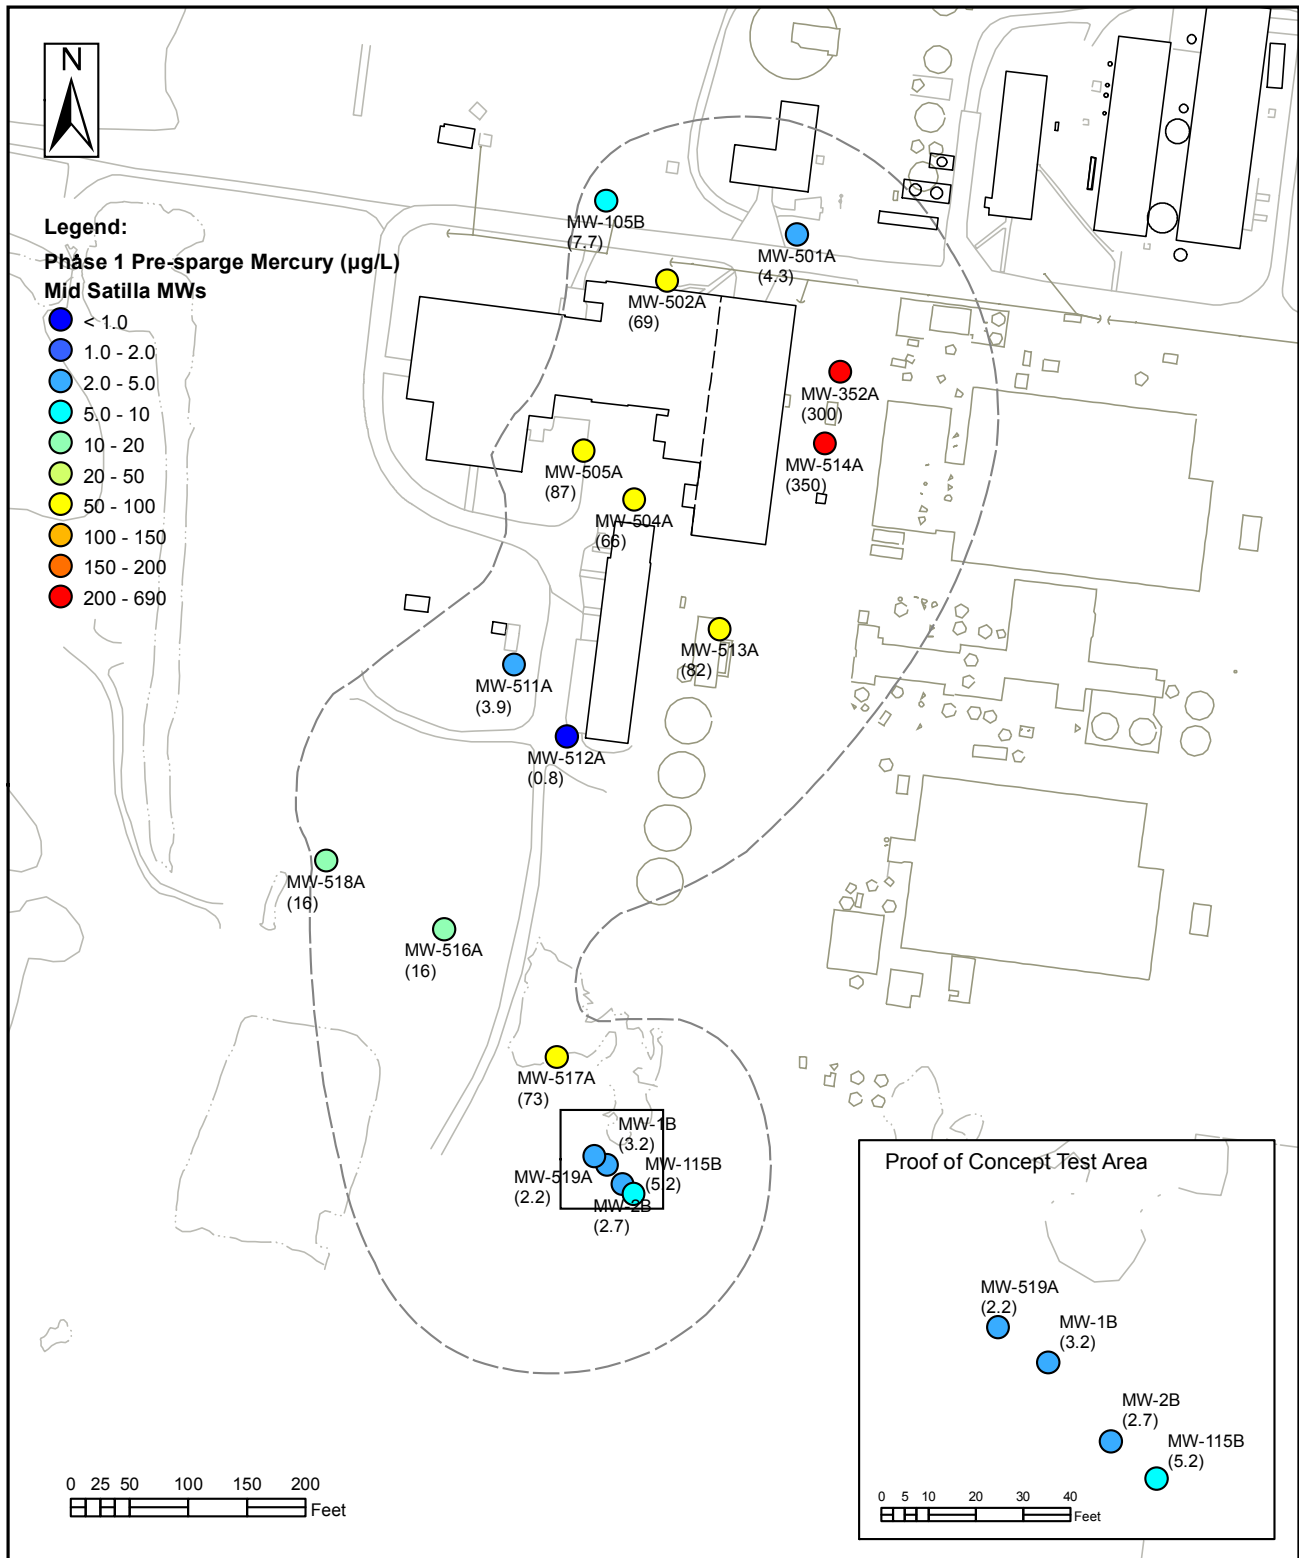 N
Legend:
Phase 1 Pre-sparge Mercury (µg/L)
Mid Satilla MWs
< 1.0
1.0 - 2.0
2.0 - 5.0
5.0 - 10
10 - 20
20 - 50
50 - 100
100 - 150
150 - 200
200 - 690
MW-105B
(7.7)
MW-501A
(4.3)
MW-502A
(69)
MW-352A
(300)
MW-514A
(350)
MW-505A
(87)
MW-504A
(66)
MW-513A
(82)
MW-511A
(3.9)
MW-512A
(0.8)
MW-518A
(16)
MW-516A
(16)
MW-517A
(73)
MW-1B
(3.2)
MW-519A
(2.2)
MW-115B
(5.2)
MW-2B
(2.7)
0 25 50 100 150 200
Feet
Proof of Concept Test Area
MW-519A
(2.2)
MW-1B
(3.2)
MW-2B
(2.7)
MW-115B
(5.2)
0 5 10 20 30 40
Feet